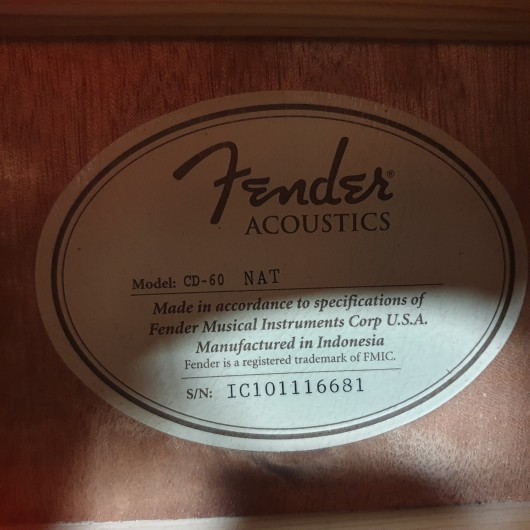 Fender®
ACOUSTICS
Model: CD-60 NAT
Made in accordance to specifications of
Fender Musical Instruments Corp U.S.A.
Manufactured in Indonesia
Fender is a registered trademark of FMIC.
S/N: IC101116681